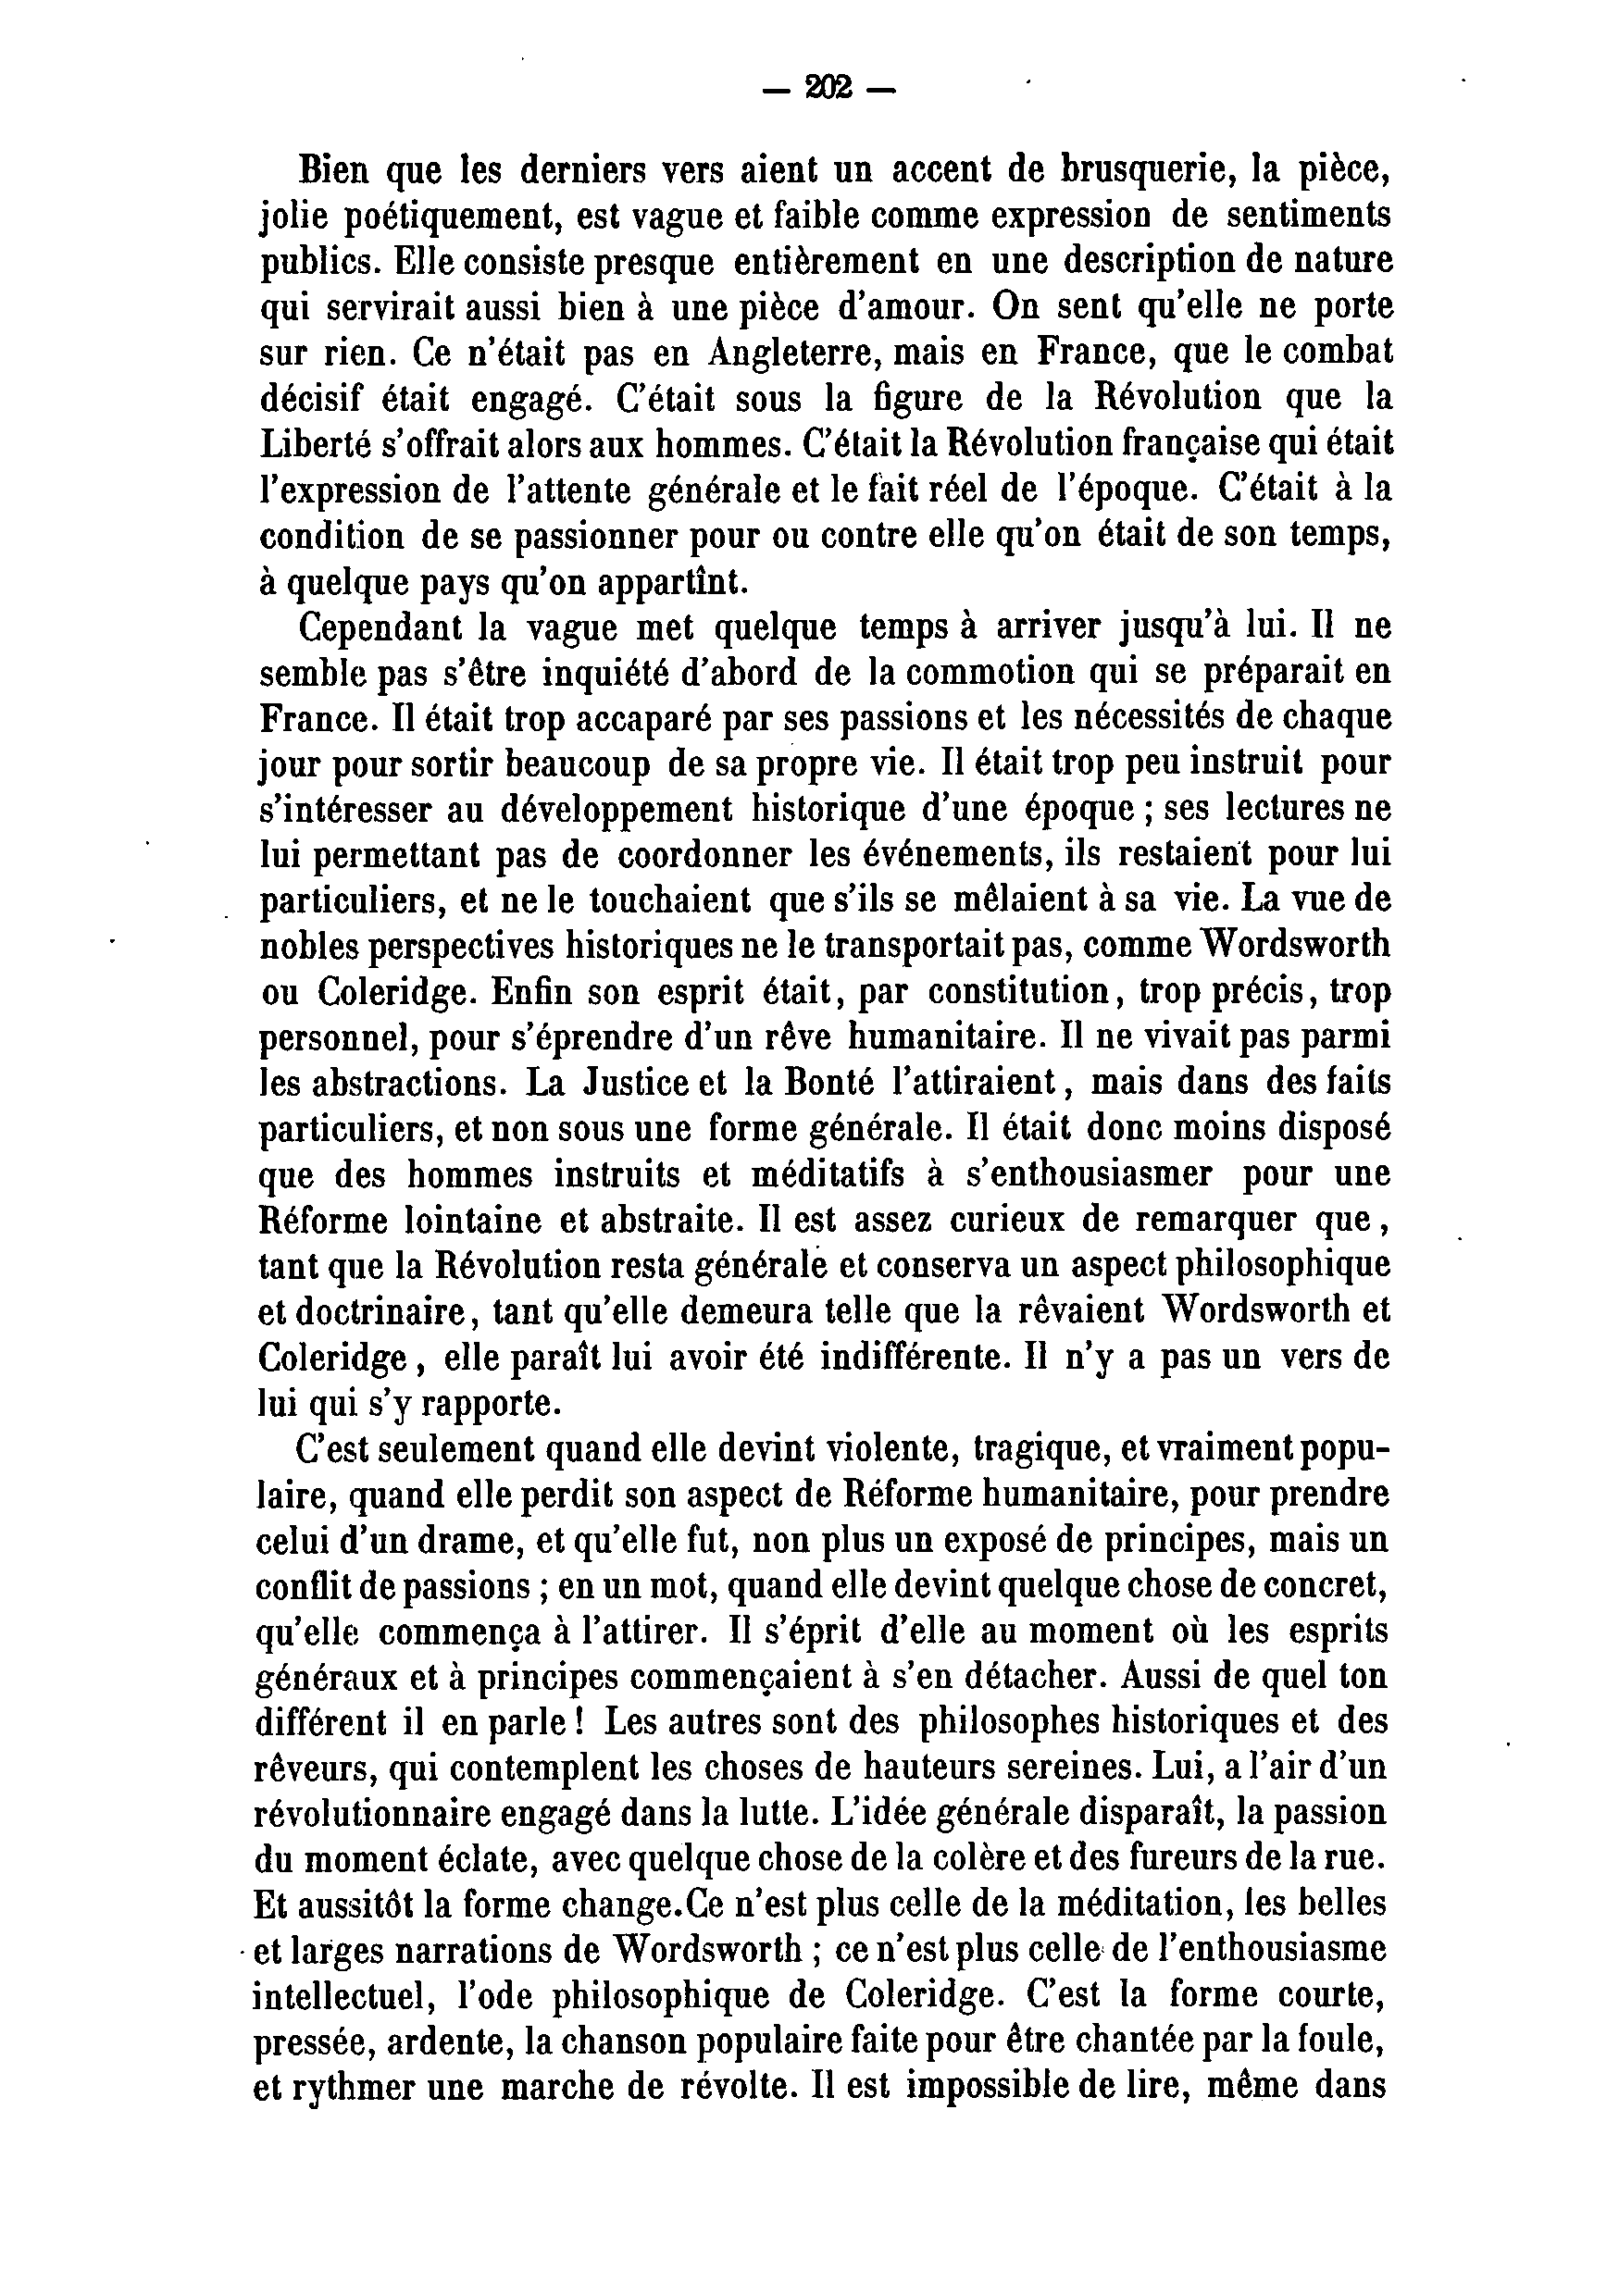 — 202 —
Bien que les derniers vers aient un accent de brusquerie, la pièce,
jolie poétiquement, est vague et faible comme expression de sentiments
publics. Elle consiste presque entièrement en une description de nature
qui servirait aussi bien à une pièce d'amour. On sent qu'elle ne porte
sur rien. Ce n'était pas en Angleterre, mais en France, que le combat
décisif était engagé. C'était sous la figure de la Révolution que la
Liberté s'offrait alors aux hommes. C'était la Révolution française qui était
l'expression de l'attente générale et le fait réel de l'époque. C'était à la
condition de se passionner pour ou contre elle qu'on était de son temps,
à quelque pays qu'on appartînt.
Cependant la vague met quelque temps à arriver jusqu'à lui. Il ne
semble pas s'être inquiété d'abord de la commotion qui se préparait en
France. Il était trop accaparé par ses passions et les nécessités de chaque
jour pour sortir beaucoup de sa propre vie. Il était trop peu instruit pour
s'intéresser au développement historique d'une époque ; ses lectures ne
lui permettant pas de coordonner les événements, ils restaient pour lui
particuliers, et ne le touchaient que s'ils se mêlaient à sa vie. La vue de
nobles perspectives historiques ne le transportait pas, comme Wordsworth
ou Coleridge. Enfin son esprit était, par constitution, trop précis, trop
personnel, pour s'éprendre d'un rêve humanitaire. Il ne vivait pas parmi
les abstractions. La Justice et la Bonté l'attiraient, mais dans des faits
particuliers, et non sous une forme générale. Il était donc moins disposé
que des hommes instruits et méditatifs à s'enthousiasmer pour une
Réforme lointaine et abstraite. Il est assez curieux de remarquer que,
tant que la Révolution resta générale et conserva un aspect philosophique
et doctrinaire, tant qu'elle demeura telle que la rêvaient Wordsworth et
Coleridge, elle paraît lui avoir été indifférente. Il n'y a pas un vers de
lui qui s'y rapporte.
C'est seulement quand elle devint violente, tragique, et vraiment popu-
laire, quand elle perdit son aspect de Réforme humanitaire, pour prendre
celui d'un drame, et qu'elle fut, non plus un exposé de principes, mais un
conflit de passions ; en un mot, quand elle devint quelque chose de concret,
qu'elle commença à l'attirer. Il s'éprit d'elle au moment où les esprits
généraux et à principes commençaient à s'en détacher. Aussi de quel ton
différent il en parle ! Les autres sont des philosophes historiques et des
rêveurs, qui contemplent les choses de hauteurs sereines. Lui, a l'air d'un
révolutionnaire engagé dans la lutte. L'idée générale disparaît, la passion
du moment éclate, avec quelque chose de la colère et des fureurs de la rue.
Et aussitôt la forme change. Ce n'est plus celle de la méditation, les belles
et larges narrations de Wordsworth ; ce n'est plus celle de l'enthousiasme
intellectuel, l'ode philosophique de Coleridge. C'est la forme courte,
pressée, ardente, la chanson populaire faite pour être chantée par la foule,
et rythmer une marche de révolte. Il est impossible de lire, même dans